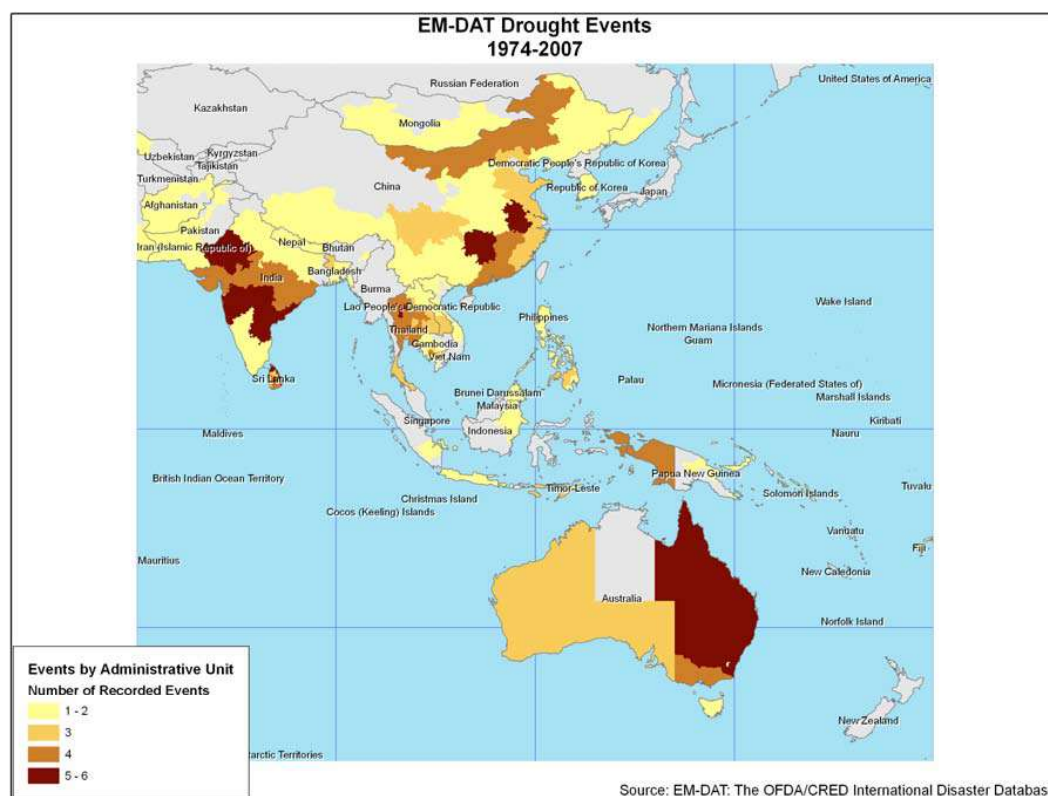 EM-DAT Drought Events
1974-2007
United States of America
Russian Federation
Kazakhstan
Mongolia
Uzbekistan
Kyrgyzstan
Tajikistan
Turkmenistan
Democratic People's Republic of Korea
China
Republic of Korea
Japan
Afghanistan
Pakistan
Iran (Islamic Republic of)
Nepal
Bhutan
Bangladesh
India
Burma
Lao People's Democratic Republic
Wake Island
Philippines
Northern Mariana Islands
Guam
Thailand
Cambodia
Viet Nam
Sri Lanka
Palau
Micronesia (Federated States of)
Marshall Islands
Brunei Darussalam
Malaysia
Singapore
Indonesia
Kiribati
Nauru
Maldives
Papua New Guinea
British Indian Ocean Territory
Timor-Leste
Christmas Island
Solomon Islands
Tuvalu
Cocos (Keeling) Islands
Vanuatu
Fiji
Mauritius
New Caledonia
Australia
Norfolk Island
New Zealand
Events by Administrative Unit
Number of Recorded Events
1 - 2
3
4
5 - 6
arctic Territories
Source: EM-DAT: The OFDA/CRED International Disaster Databas